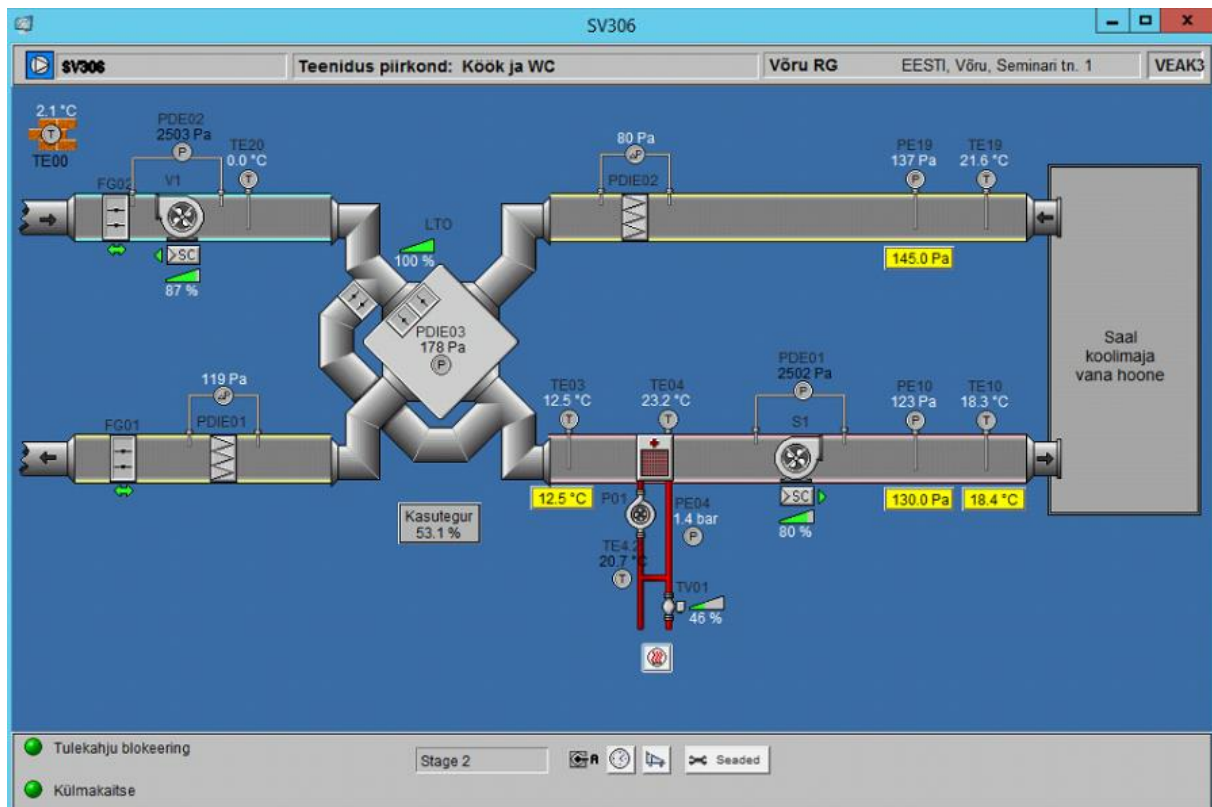 SV306
SV306 Teenidus piirkond: Köök ja WC Võru RG EESTI, Võru, Seminari tn. 1 VEAK3
2.1 °C
TE00
PDE02
2503 Pa
TE20
0.0 °C
FG02
V1
>SC
87 %
LTO
100 %
80 Pa
PDIE02
PE19
137 Pa
TE19
21.6 °C
145.0 Pa
PDIE03
178 Pa
Saal
koolimaja
vana hoone
119 Pa
FG01
PDIE01
TE03
12.5 °C
TE04
23.2 °C
PDE01
2502 Pa
S1
PE10
123 Pa
TE10
18.3 °C
12.5 °C
P01
PE04
1.4 bar
>SC
80 %
130.0 Pa
18.4 °C
Kasutegur
53.1 %
20.7 °C
TV01
46 %
Tulekahju blokeering
Stage 2
A
Seaded
Külmakaitse